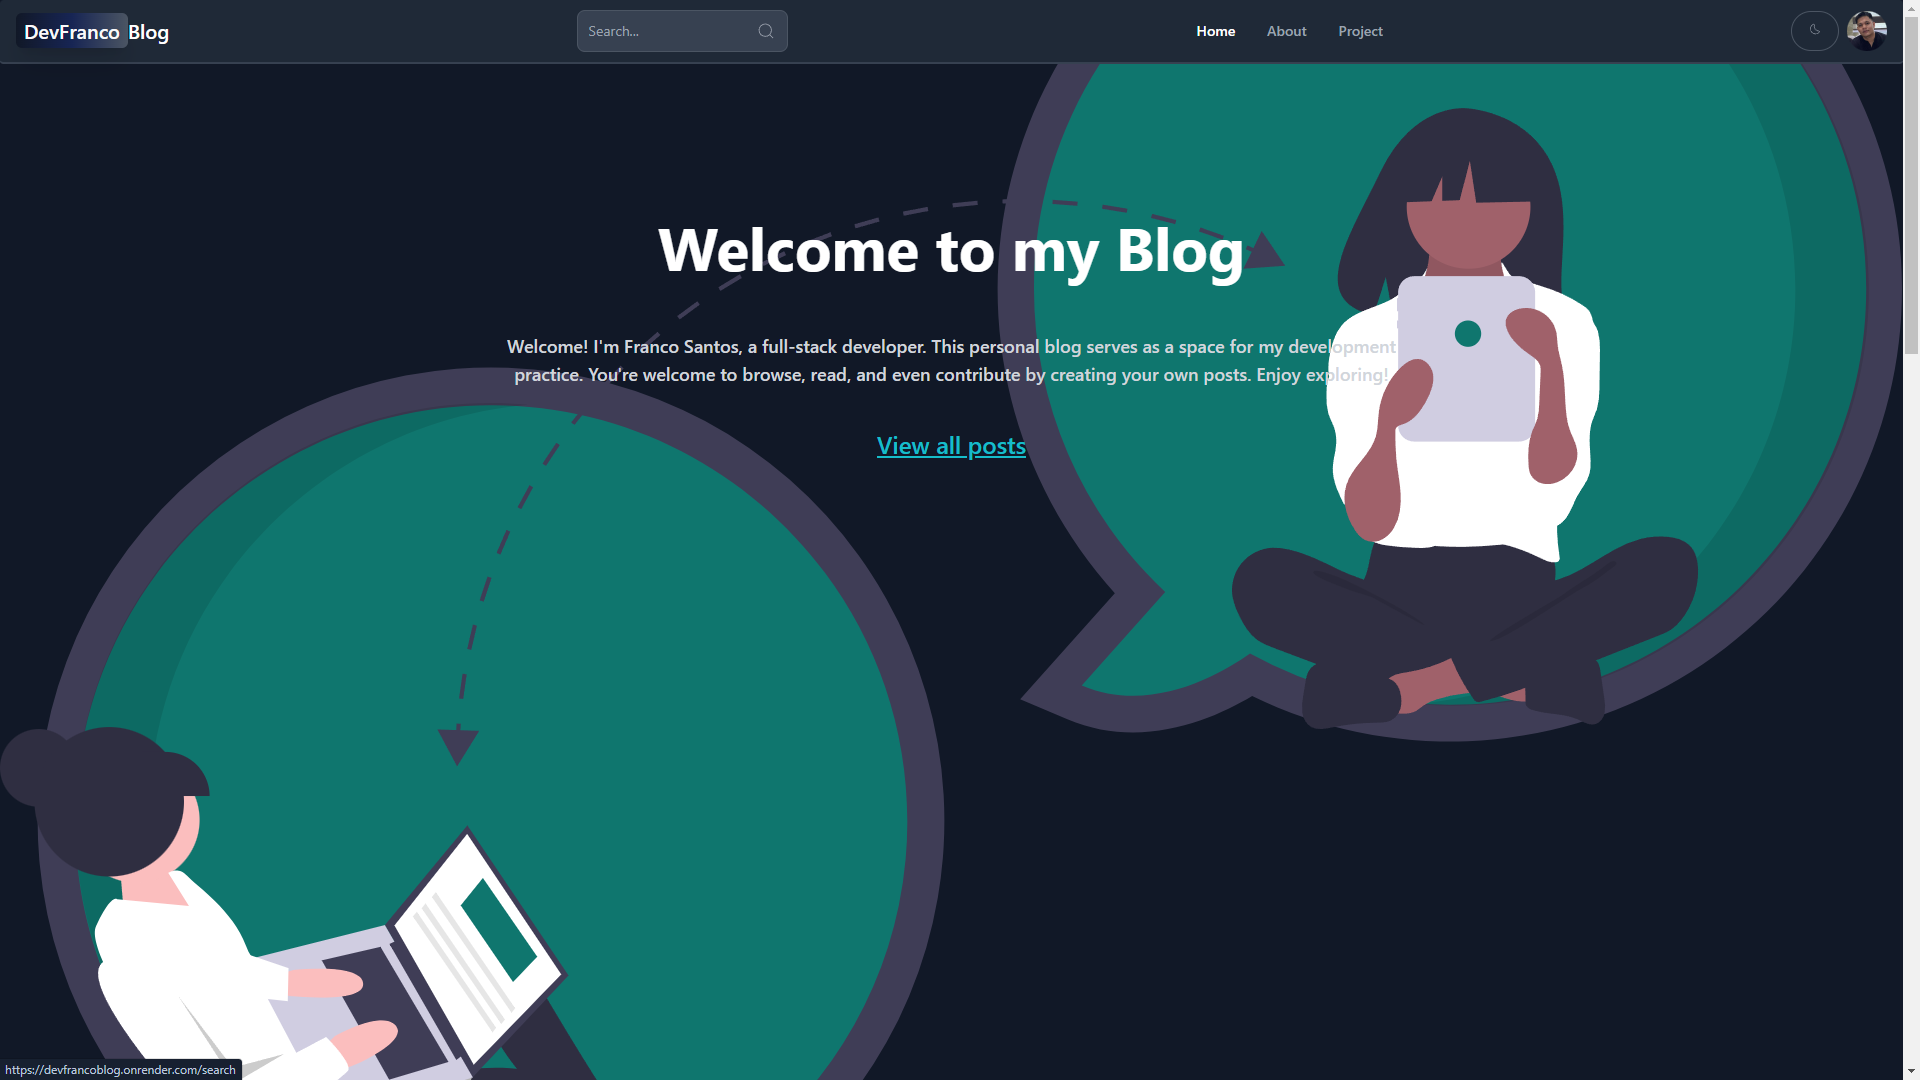 DevFranco Blog
Search...
Home
About
Project
Welcome to my Blog
Welcome! I'm Franco Santos, a full-stack developer. This personal blog serves as a space for my development
practice. You're welcome to browse, read, and even contribute by creating your own posts. Enjoy exploring!
View all posts
https://devfrancoblog.onrender.com/search